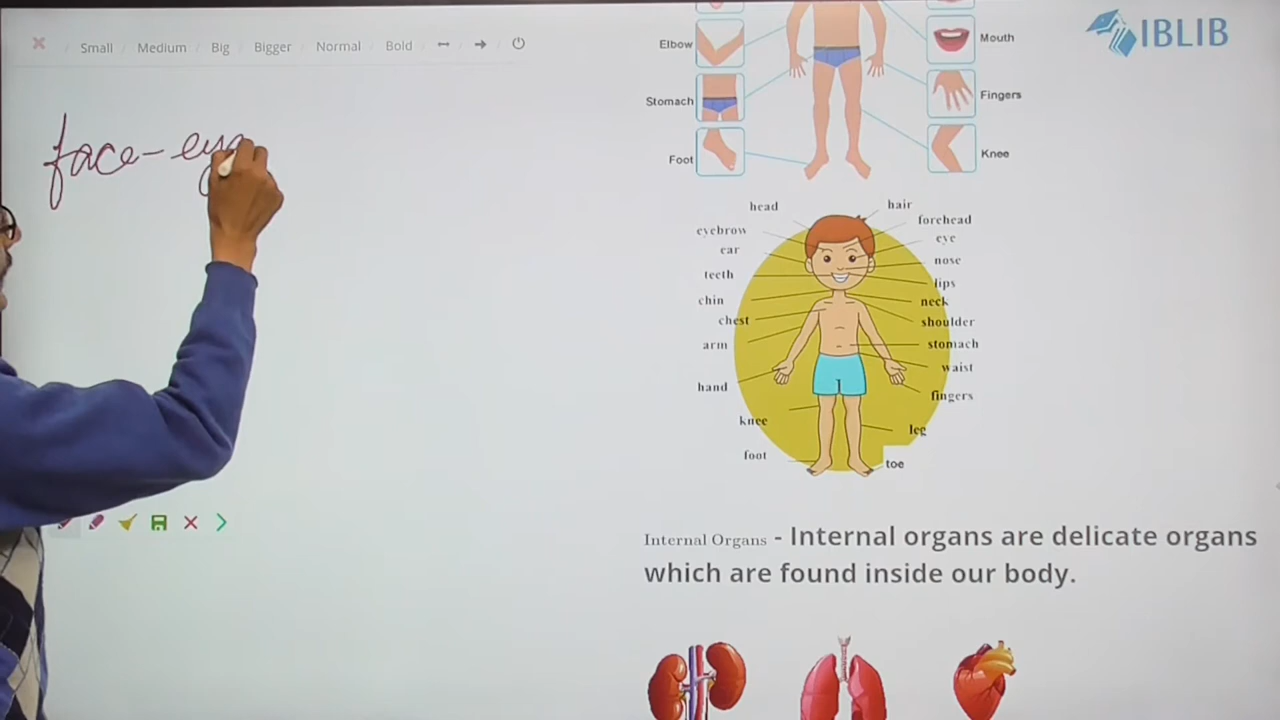 Small / Medium / Big / Bigger / Normal / Bold
IBLIB
face - eye
Elbow
Mouth
Stomach
Fingers
Foot
Knee
head
hair
eyebrow
forehead
ear
eye
teeth
nose
lips
chin
neck
chest
shoulder
arm
stomach
hand
waist
fingers
knee
leg
foot
toe
Internal Organs - Internal organs are delicate organs
which are found inside our body.